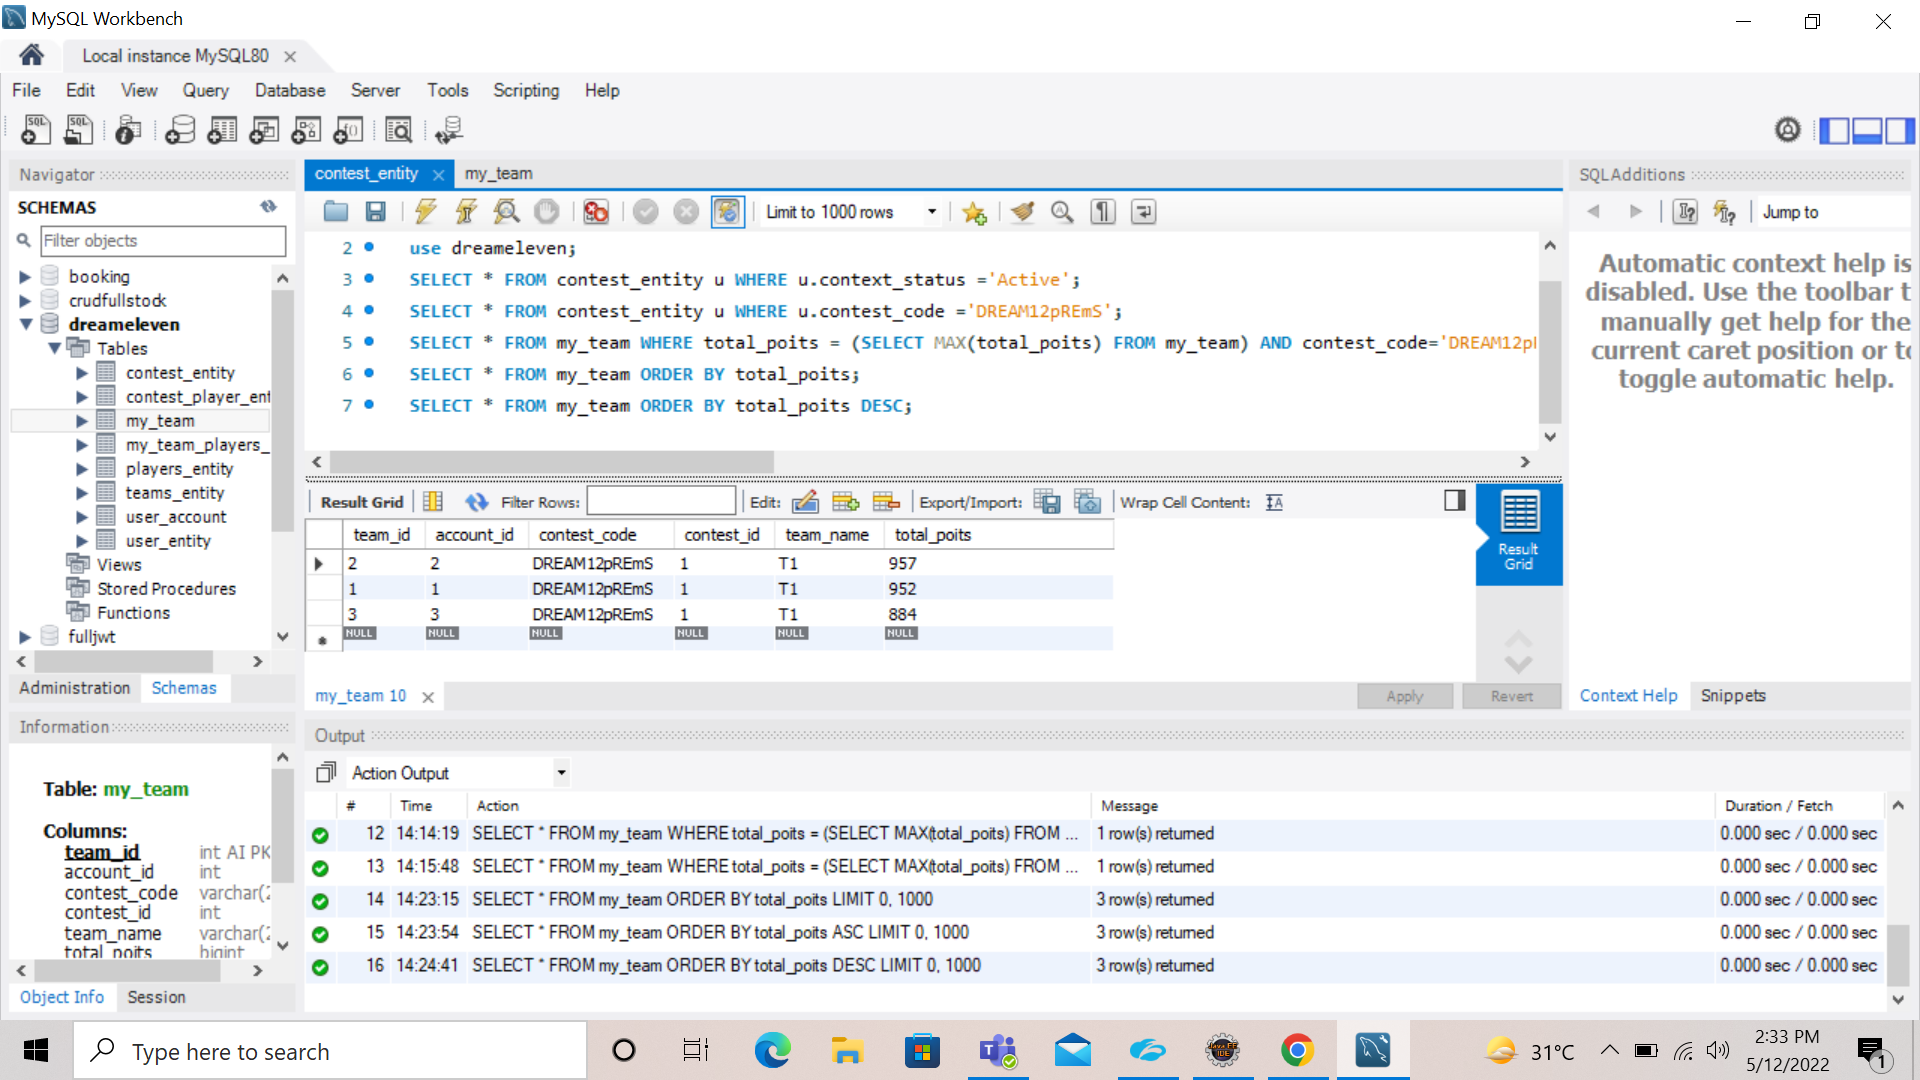 MySQL Workbench
Local instance MySQL80
File Edit View Query Database Server Tools Scripting Help
Navigator
SCHEMAS
Filter objects
booking
crudfullstock
dreameleven
Tables
contest_entity
contest_player_ent
my_team
my_team_players_
players_entity
teams_entity
user_account
user_entity
Views
Stored Procedures
Functions
fulljwt
Administration Schemas
Information
Table: my_team
Columns:
team_id int AI PK
account_id int
contest_code varchar(2
contest_id int
team_name varchar(2
total_poits bigint
Object Info Session
contest_entity my_team
Limit to 1000 rows
2 use dreameleven;
3 SELECT * FROM contest_entity u WHERE u.context_status ='Active';
4 SELECT * FROM contest_entity u WHERE u.contest_code ='DREAM12pREmS';
5 SELECT * FROM my_team WHERE total_poits = (SELECT MAX(total_poits) FROM my_team) AND contest_code='DREAM12pl
6 SELECT * FROM my_team ORDER BY total_poits;
7 SELECT * FROM my_team ORDER BY total_poits DESC;
Result Grid Filter Rows: Edit: Export/Import: Wrap Cell Content:
team_id account_id contest_code contest_id team_name total_poits
2 2 DREAM12pREmS 1 T1 957
1 1 DREAM12pREmS 1 T1 952
3 3 DREAM12pREmS 1 T1 884
NULL NULL NULL NULL NULL NULL
Result
Grid
my_team 10
Apply Revert
SQLAdditions
Jump to
Automatic context help is
disabled. Use the toolbar t
manually get help for the
current caret position or to
toggle automatic help.
Context Help Snippets
Output
Action Output
# Time Action Message Duration / Fetch
12 14:14:19 SELECT * FROM my_team WHERE total_poits = (SELECT MAX(total_poits) FROM ... 1 row(s) returned 0.000 sec / 0.000 sec
13 14:15:48 SELECT * FROM my_team WHERE total_poits = (SELECT MAX(total_poits) FROM ... 1 row(s) returned 0.000 sec / 0.000 sec
14 14:23:15 SELECT * FROM my_team ORDER BY total_poits LIMIT 0, 1000 3 row(s) returned 0.000 sec / 0.000 sec
15 14:23:54 SELECT * FROM my_team ORDER BY total_poits ASC LIMIT 0, 1000 3 row(s) returned 0.000 sec / 0.000 sec
16 14:24:41 SELECT * FROM my_team ORDER BY total_poits DESC LIMIT 0, 1000 3 row(s) returned 0.000 sec / 0.000 sec
Type here to search
31°C
2:33 PM
5/12/2022
1